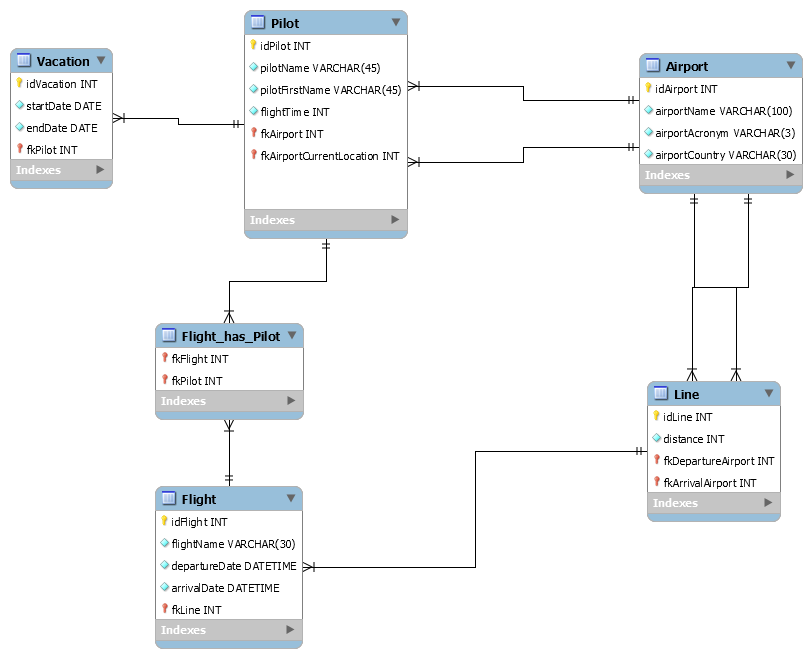 Vacation
idVacation INT
startDate DATE
endDate DATE
fkPilot INT
Indexes
Pilot
idPilot INT
pilotName VARCHAR(45)
pilotFirstName VARCHAR(45)
flightTime INT
fkAirport INT
fkAirportCurrentLocation INT
Indexes
Airport
idAirport INT
airportName VARCHAR(100)
airportAcronym VARCHAR(3)
airportCountry VARCHAR(30)
Indexes
Flight_has_Pilot
fkFlight INT
fkPilot INT
Indexes
Line
idLine INT
distance INT
fkDepartureAirport INT
fkArrivalAirport INT
Indexes
Flight
idFlight INT
flightName VARCHAR(30)
departureDate DATETIME
arrivalDate DATETIME
fkLine INT
Indexes